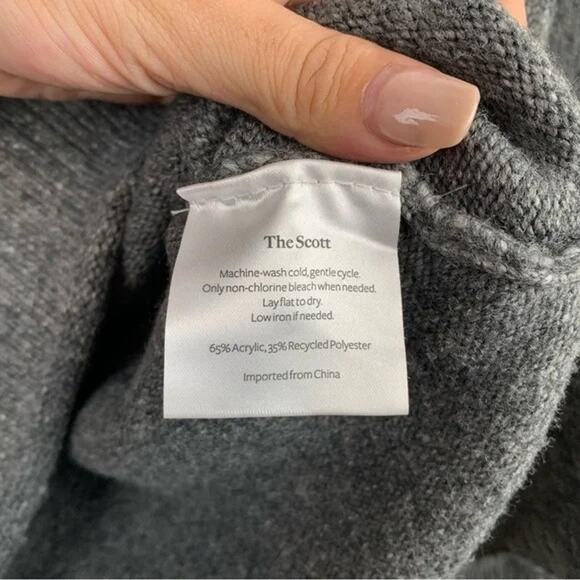 The Scott
Machine-wash cold, gentle cycle.
Only non-chlorine bleach when needed.
Lay flat to dry.
Low iron if needed.
65% Acrylic, 35% Recycled Polyester
Imported from China